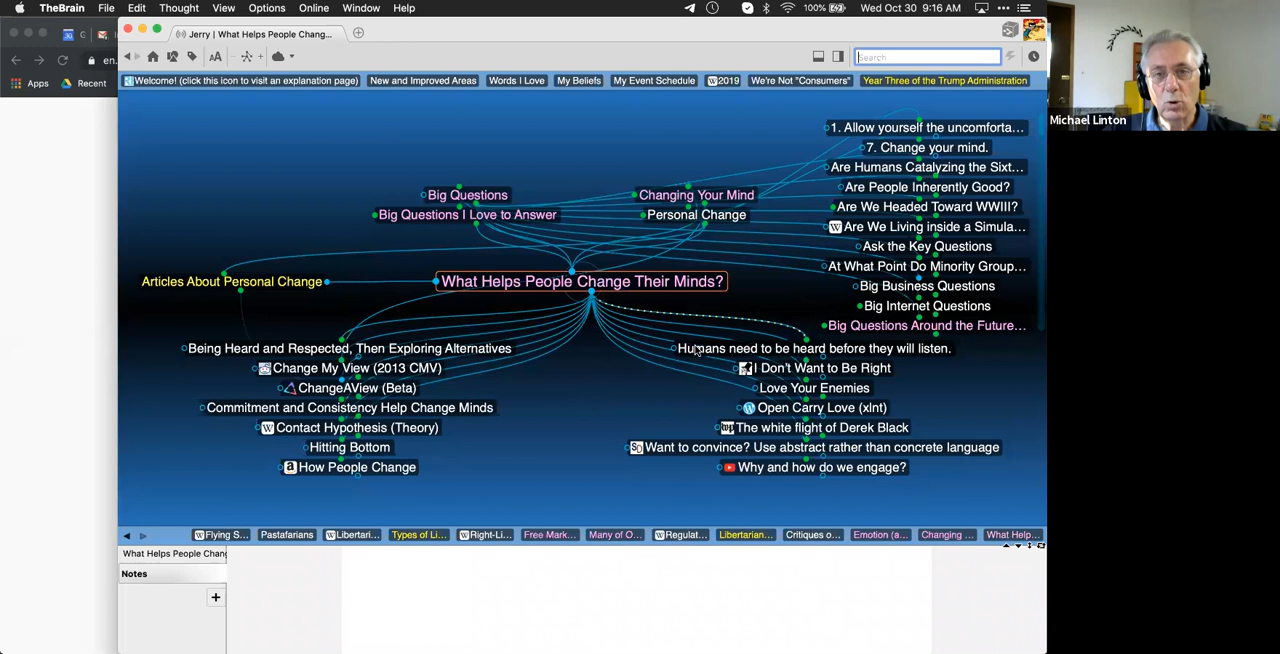 TheBrain File Edit Thought View Options Online Window Help 100% Wed Oct 30 9:16 AM
Jerry | What Helps People Chang...
G
en.
AA
Search
Apps Recent
Welcome! (click this icon to visit an explanation page) New and Improved Areas Words I Love My Beliefs My Event Schedule 2019 We're Not "Consumers" Year Three of the Trump Administration
Michael Linton
1. Allow yourself the uncomforta...
7. Change your mind.
Are Humans Catalyzing the Sixt...
Are People Inherently Good?
Are We Headed Toward WWIII?
Are We Living inside a Simula...
Ask the Key Questions
At What Point Do Minority Group...
Big Business Questions
Big Internet Questions
Big Questions Around the Future...
Big Questions
Big Questions I Love to Answer
Changing Your Mind
Personal Change
Articles About Personal Change
What Helps People Change Their Minds?
Being Heard and Respected, Then Exploring Alternatives
Change My View (2013 CMV)
ChangeAView (Beta)
Commitment and Consistency Help Change Minds
Contact Hypothesis (Theory)
Hitting Bottom
How People Change
Humans need to be heard before they will listen.
I Don't Want to Be Right
Love Your Enemies
Open Carry Love (xlnt)
The white flight of Derek Black
Want to convince? Use abstract rather than concrete language
Why and how do we engage?
Flying S... Pastafarians Libertari... Types of Li... Right-Li... Free Mark... Many of O... Regulat... Libertarian... Critiques o... Emotion (a... Changing ... What Help...
What Helps People Chang
Notes